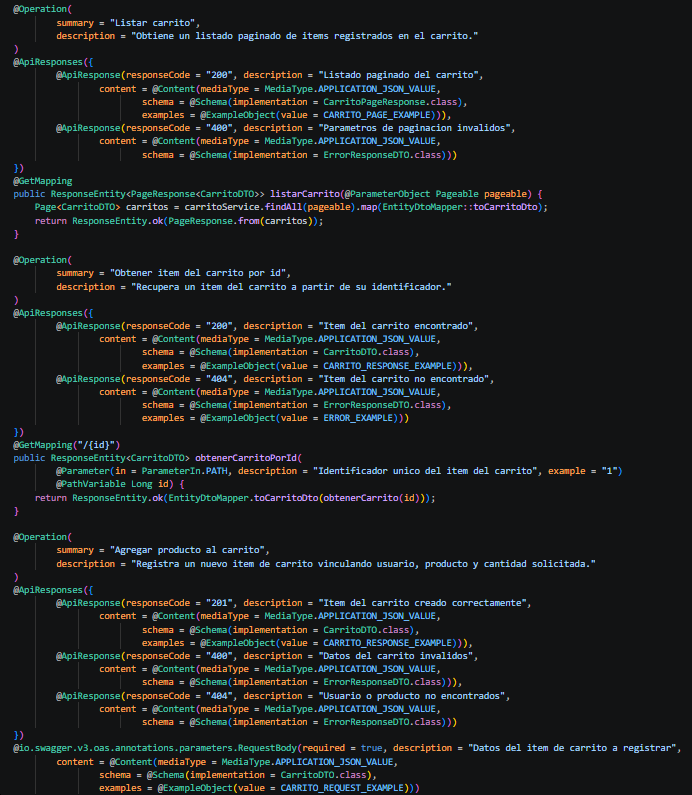 @Operation(
summary = "Listar carrito",
description = "Obtiene un listado paginado de items registrados en el carrito."
)
@ApiResponses({
@ApiResponse(responseCode = "200", description = "Listado paginado del carrito",
content = @Content(mediaType = MediaType.APPLICATION_JSON_VALUE,
schema = @Schema(implementation = CarritoPageResponse.class),
examples = @ExampleObject(value = CARRITO_PAGE_EXAMPLE))),
@ApiResponse(responseCode = "400", description = "Parametros de paginacion invalidos",
content = @Content(mediaType = MediaType.APPLICATION_JSON_VALUE,
schema = @Schema(implementation = ErrorResponseDTO.class)))
})
@GetMapping
public ResponseEntity<PageResponse<CarritoDTO>> listarCarrito(@ParameterObject Pageable pageable) {
Page<CarritoDTO> carritos = carritoService.findAll(pageable).map(EntityDtoMapper::toCarritoDto);
return ResponseEntity.ok(PageResponse.from(carritos));
}
@Operation(
summary = "Obtener item del carrito por id",
description = "Recupera un item del carrito a partir de su identificador."
)
@ApiResponses({
@ApiResponse(responseCode = "200", description = "Item del carrito encontrado",
content = @Content(mediaType = MediaType.APPLICATION_JSON_VALUE,
schema = @Schema(implementation = CarritoDTO.class),
examples = @ExampleObject(value = CARRITO_RESPONSE_EXAMPLE))),
@ApiResponse(responseCode = "404", description = "Item del carrito no encontrado",
content = @Content(mediaType = MediaType.APPLICATION_JSON_VALUE,
schema = @Schema(implementation = ErrorResponseDTO.class),
examples = @ExampleObject(value = ERROR_EXAMPLE)))
})
@GetMapping("/{id}")
public ResponseEntity<CarritoDTO> obtenerCarritoPorId(
@Parameter(in = ParameterIn.PATH, description = "Identificador unico del item del carrito", example = "1")
@PathVariable Long id) {
return ResponseEntity.ok(EntityDtoMapper.toCarritoDto(obtenerCarrito(id)));
}
@Operation(
summary = "Agregar producto al carrito",
description = "Registra un nuevo item de carrito vinculando usuario, producto y cantidad solicitada."
)
@ApiResponses({
@ApiResponse(responseCode = "201", description = "Item del carrito creado correctamente",
content = @Content(mediaType = MediaType.APPLICATION_JSON_VALUE,
schema = @Schema(implementation = CarritoDTO.class),
examples = @ExampleObject(value = CARRITO_RESPONSE_EXAMPLE))),
@ApiResponse(responseCode = "400", description = "Datos del carrito invalidos",
content = @Content(mediaType = MediaType.APPLICATION_JSON_VALUE,
schema = @Schema(implementation = ErrorResponseDTO.class))),
@ApiResponse(responseCode = "404", description = "Usuario o producto no encontrados",
content = @Content(mediaType = MediaType.APPLICATION_JSON_VALUE,
schema = @Schema(implementation = ErrorResponseDTO.class)))
})
@io.swagger.v3.oas.annotations.parameters.RequestBody(required = true, description = "Datos del item de carrito a registrar",
content = @Content(mediaType = MediaType.APPLICATION_JSON_VALUE,
schema = @Schema(implementation = CarritoDTO.class),
examples = @ExampleObject(value = CARRITO_REQUEST_EXAMPLE)))